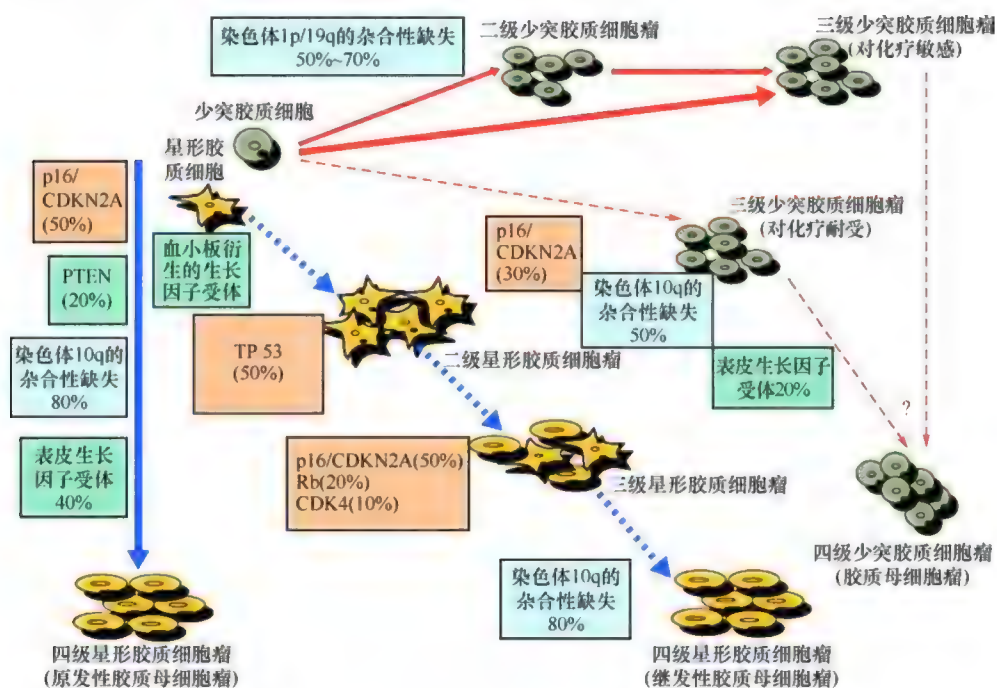 染色体1p/19q的杂合性缺失
50%~70%
二级少突胶质细胞瘤
三级少突胶质细胞瘤
(对化疗敏感)
少突胶质细胞
星形胶
质细胞
p16/
CDKN2A
(50%)
PTEN
(20%)
染色体10q的
杂合性缺失
80%
表皮生长
因子受体
40%
血小板衍
生的生长
因子受体
TP 53
(50%)
二级星形胶质细胞瘤
p16/
CDKN2A
(30%)
染色体10q的
杂合性缺失
50%
表皮生长因子
受体20%
三级少突胶质细胞瘤
(对化疗耐受)
p16/CDKN2A(50%)
Rb(20%)
CDK4(10%)
三级星形胶质细胞瘤
?
四级少突胶质细胞瘤
(胶质母细胞瘤)
染色体10q的
杂合性缺失
80%
四级星形胶质细胞瘤
(原发性胶质母细胞瘤)
四级星形胶质细胞瘤
(继发性胶质母细胞瘤)